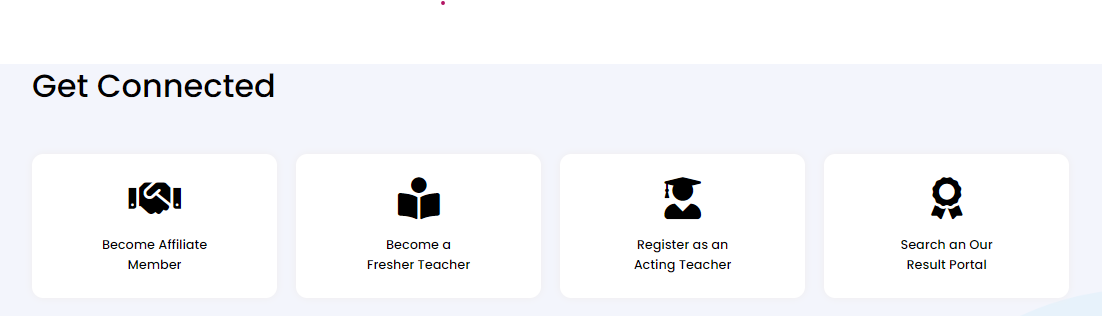 Get Connected
Become Affiliate
Member
Become a
Fresher Teacher
Register as an
Acting Teacher
Search an Our
Result Portal